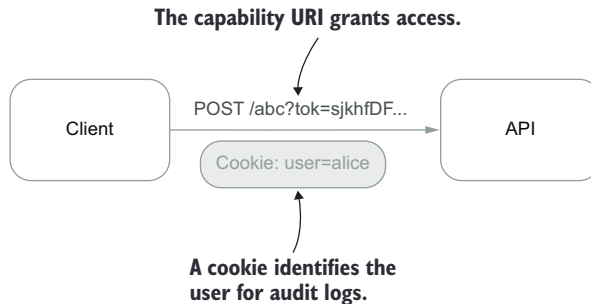 The capability URI grants access.
POST /abc?tok=sjkhfDF...
Client
API
Cookie: user=alice
A cookie identifies the
user for audit logs.